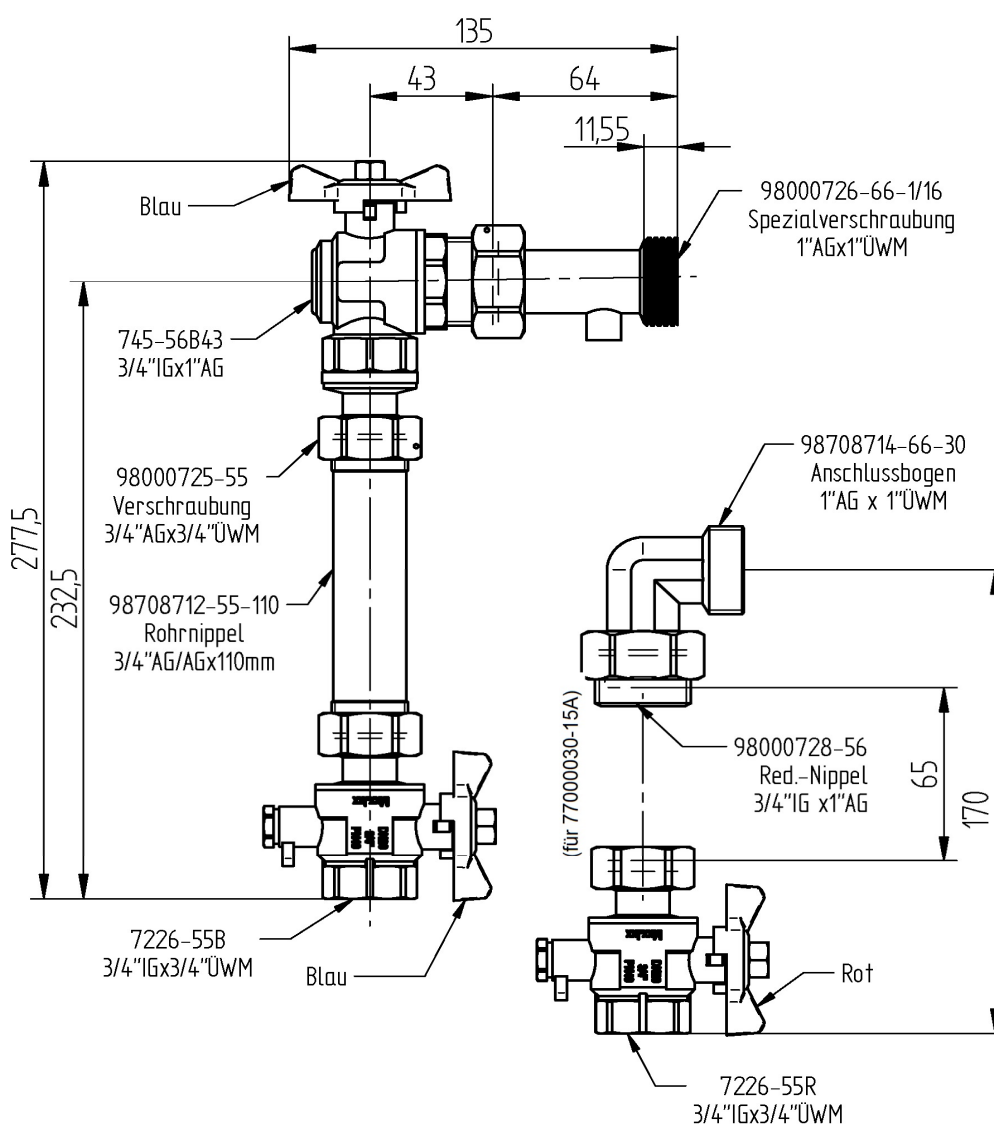 135
43
64
11,55
Blau
98000726-66-1/16
Spezialverschraubung
1"AGx1"ÜWM
745-56B43
3/4"IGx1"AG
277,5
232,5
98000725-55
Verschraubung
3/4"AGx3/4"ÜWM
98708714-66-30
Anschlussbogen
1"AG x 1"ÜWM
98708712-55-110
Rohrnippel
3/4"AG/AGx110mm
(für 77000030-15A)
98000728-56
Red.-Nippel
3/4"IG x1"AG
65
170
7226-55B
3/4"IGx3/4"ÜWM
Blau
Rot
7226-55R
3/4"IGx3/4"ÜWM